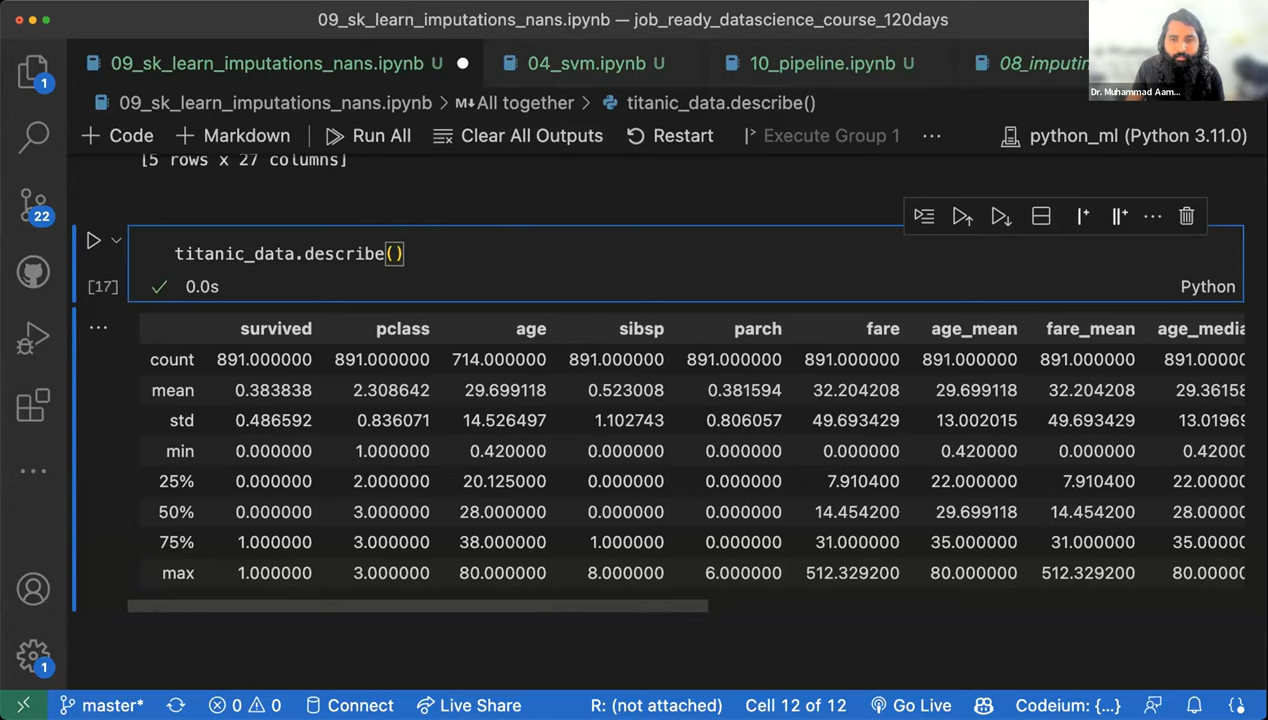 09_sk_learn_imputations_nans.ipynb — job_ready_datascience_course_120days
09_sk_learn_imputations_nans.ipynb U 04_svm.ipynb U 10_pipeline.ipynb U 08_imputin
Dr. Muhammad Aam...
09_sk_learn_imputations_nans.ipynb > M↓All together > titanic_data.describe()
+ Code + Markdown Run All Clear All Outputs Restart Execute Group 1 ... python_ml (Python 3.11.0)
[5 rows x 27 columns]
titanic_data.describe()
[17] 0.0s Python
survived pclass age sibsp parch fare age_mean fare_mean age_media
count 891.000000 891.000000 714.000000 891.000000 891.000000 891.000000 891.000000 891.000000 891.0000
mean 0.383838 2.308642 29.699118 0.523008 0.381594 32.204208 29.699118 32.204208 29.36158
std 0.486592 0.836071 14.526497 1.102743 0.806057 49.693429 13.002015 49.693429 13.0196
min 0.000000 1.000000 0.420000 0.000000 0.000000 0.000000 0.420000 0.000000 0.4200
25% 0.000000 2.000000 20.125000 0.000000 0.000000 7.910400 22.000000 7.910400 22.0000
50% 0.000000 3.000000 28.000000 0.000000 0.000000 14.454200 29.699118 14.454200 28.0000
75% 1.000000 3.000000 38.000000 1.000000 0.000000 31.000000 35.000000 31.000000 35.0000
max 1.000000 3.000000 80.000000 8.000000 6.000000 512.329200 80.000000 512.329200 80.0000
1
22
1
master* 0 0 Connect Live Share R: (not attached) Cell 12 of 12 Go Live Codeium: {...}